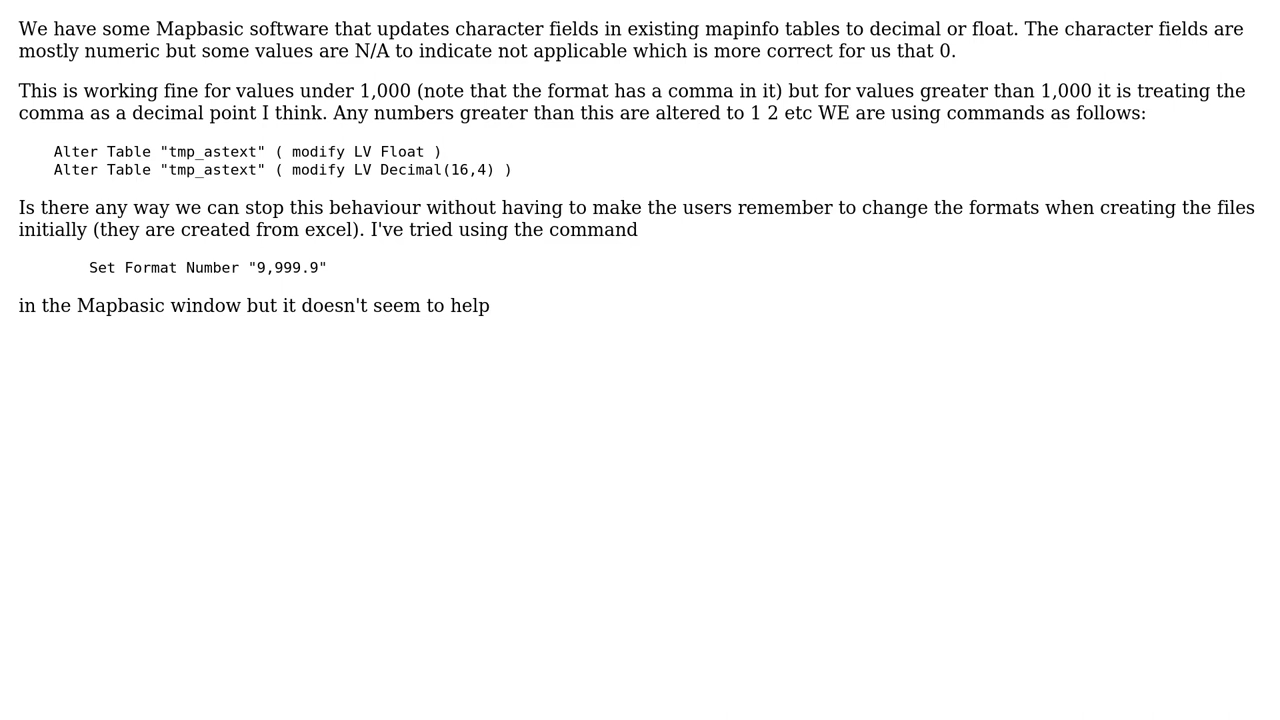 We have some Mapbasic software that updates character fields in existing mapinfo tables to decimal or float. The character fields are
mostly numeric but some values are N/A to indicate not applicable which is more correct for us that 0.
This is working fine for values under 1,000 (note that the format has a comma in it) but for values greater than 1,000 it is treating the
comma as a decimal point I think. Any numbers greater than this are altered to 1 2 etc WE are using commands as follows:
Alter Table "tmp_astext" ( modify LV Float )
Alter Table "tmp_astext" ( modify LV Decimal(16,4) )
Is there any way we can stop this behaviour without having to make the users remember to change the formats when creating the files
initially (they are created from excel). I've tried using the command
Set Format Number "9,999.9"
in the Mapbasic window but it doesn't seem to help